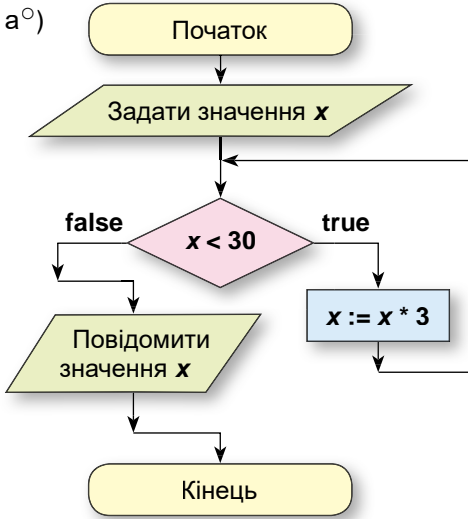 а○)
Початок
Задати значення x
false
true
x < 30
x := x * 3
Повідомити
значення x
Кінець